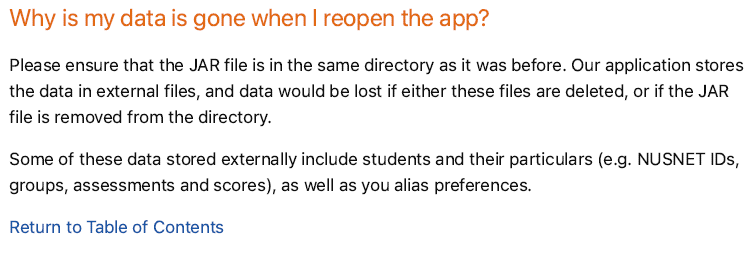 Why is my data is gone when I reopen the app?
Please ensure that the JAR file is in the same directory as it was before. Our application stores
the data in external files, and data would be lost if either these files are deleted, or if the JAR
file is removed from the directory.
Some of these data stored externally include students and their particulars (e.g. NUSNET IDs,
groups, assessments and scores), as well as you alias preferences.
Return to Table of Contents